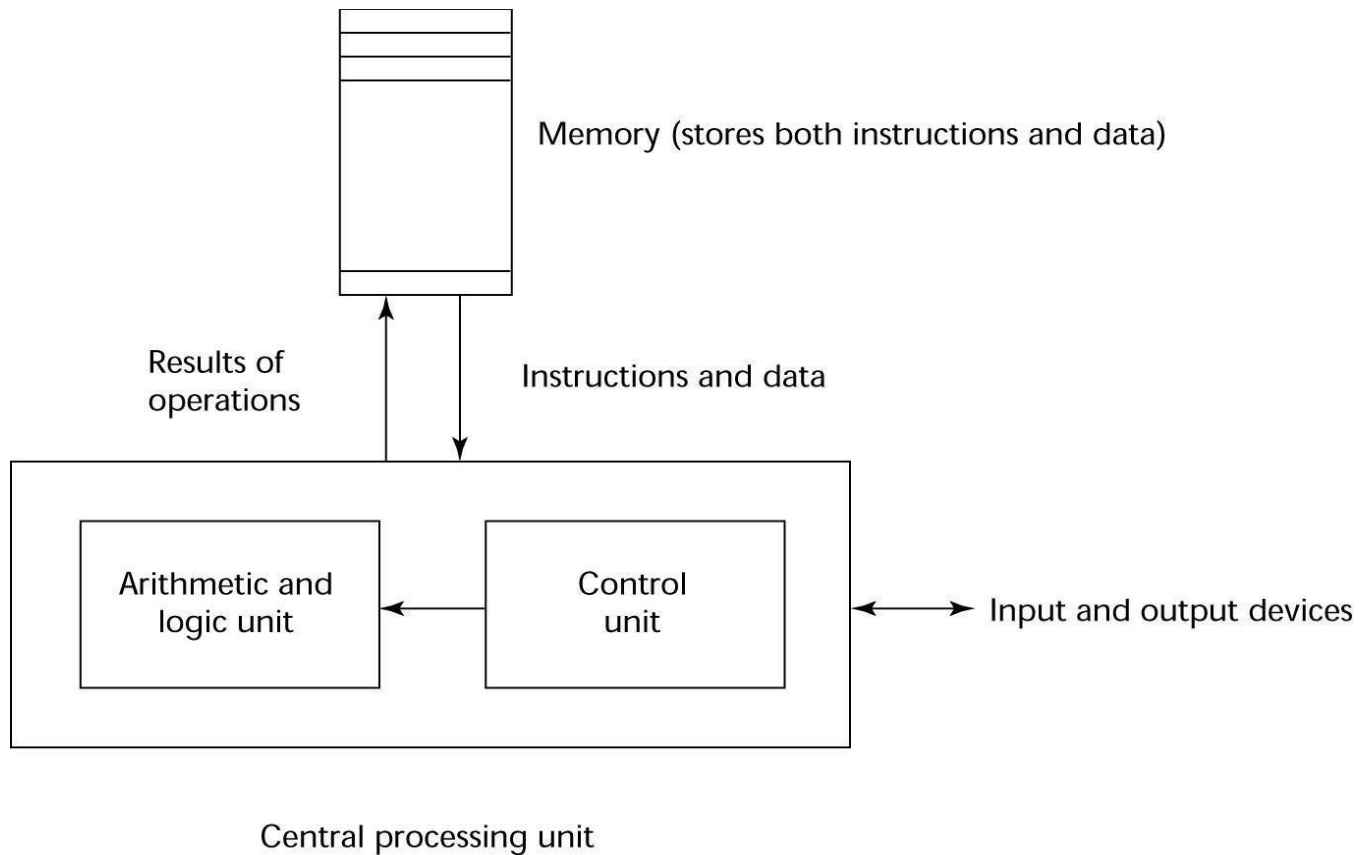 Memory (stores both instructions and data)
Results of
operations
Instructions and data
Arithmetic and
logic unit
Control
unit
Input and output devices
Central processing unit